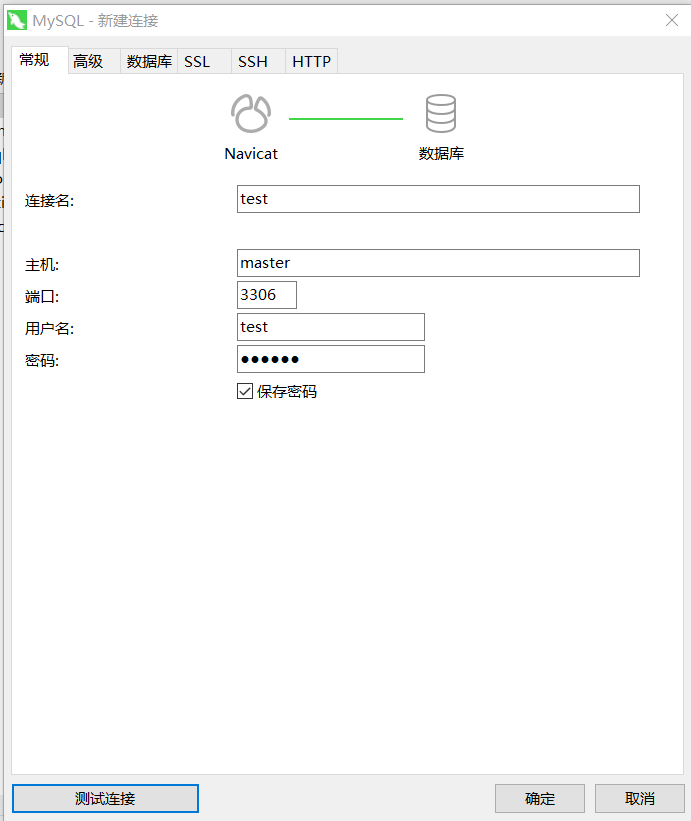 MySQL - 新建连接
常规 高级 数据库 SSL SSH HTTP
Navicat 数据库
连接名: test
主机: master
端口: 3306
用户名: test
密码: ●●●●●●
保存密码
测试连接 确定 取消